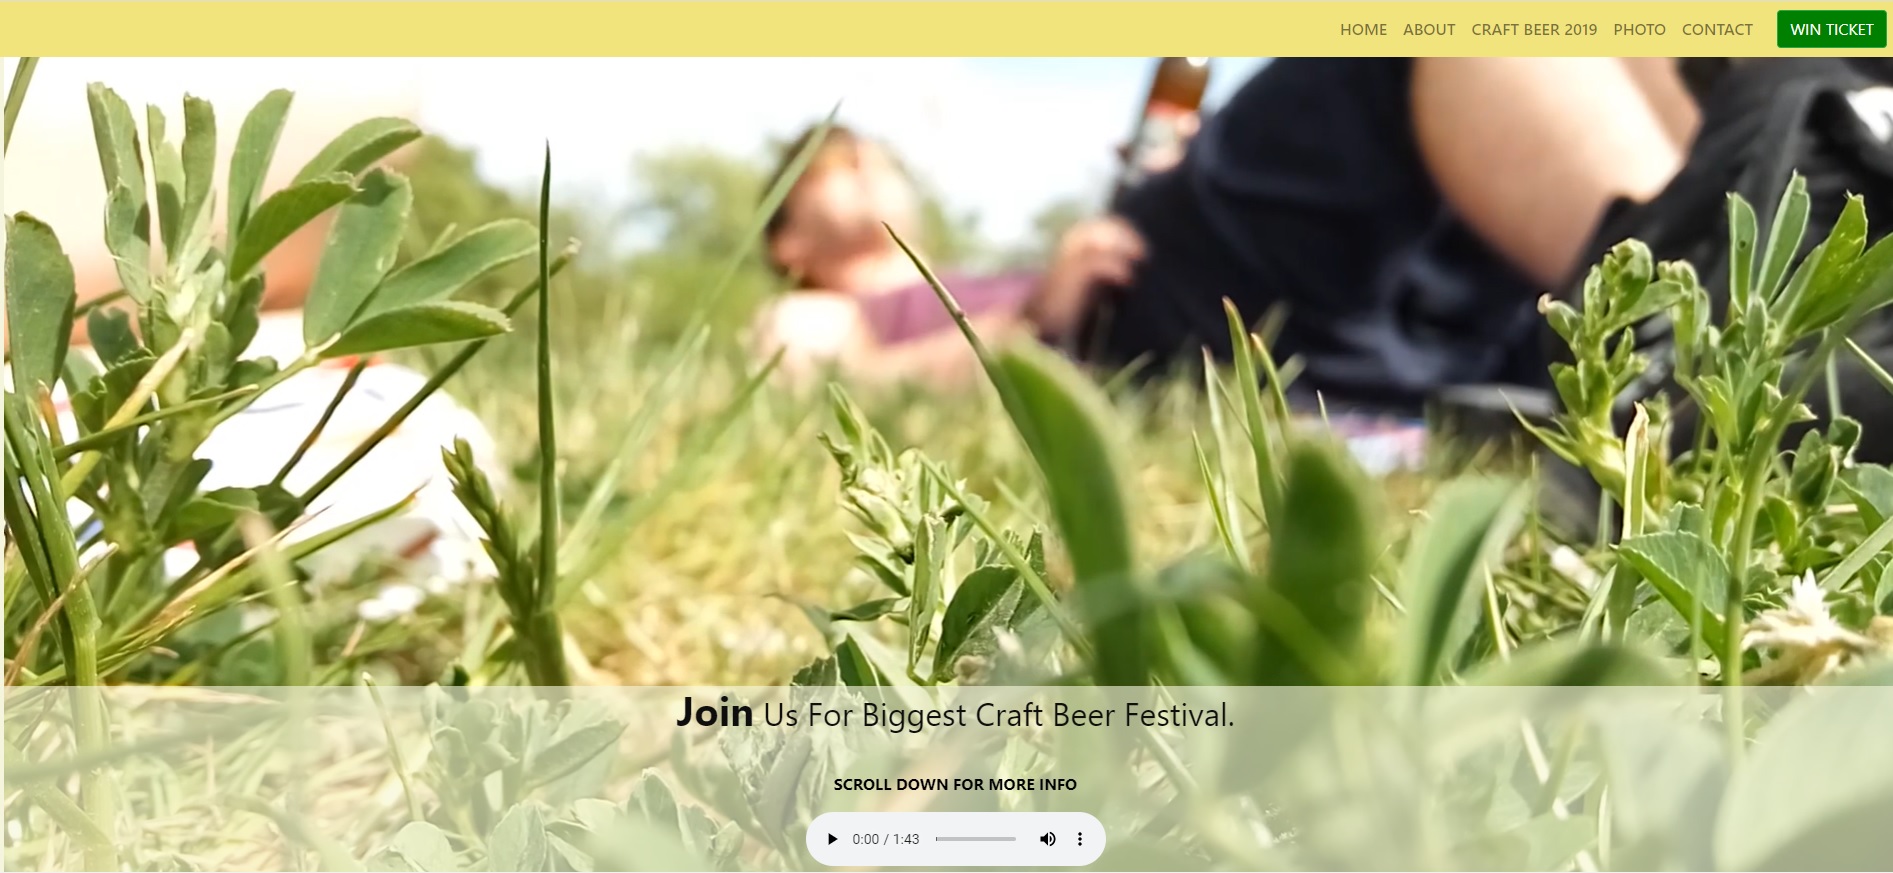 HOME ABOUT CRAFT BEER 2019 PHOTO CONTACT WIN TICKET
Join Us For Biggest Craft Beer Festival.
SCROLL DOWN FOR MORE INFO
0:00 / 1:43